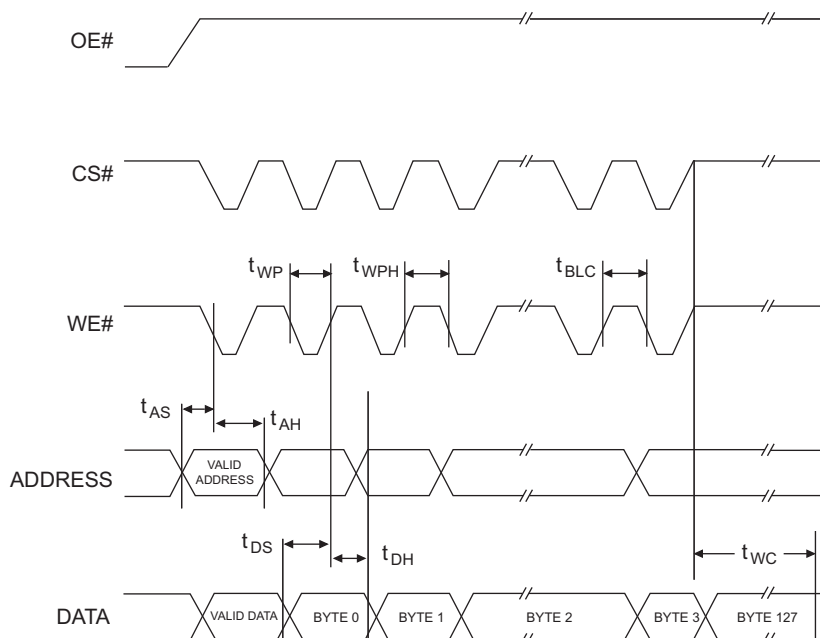 OE#
CS#
tWP
tWPH
tBLC
WE#
tAS
tAH
ADDRESS
VALID
ADDRESS
tDS
tDH
tWC
DATA
VALID DATA
BYTE 0
BYTE 1
BYTE 2
BYTE 3
BYTE 127